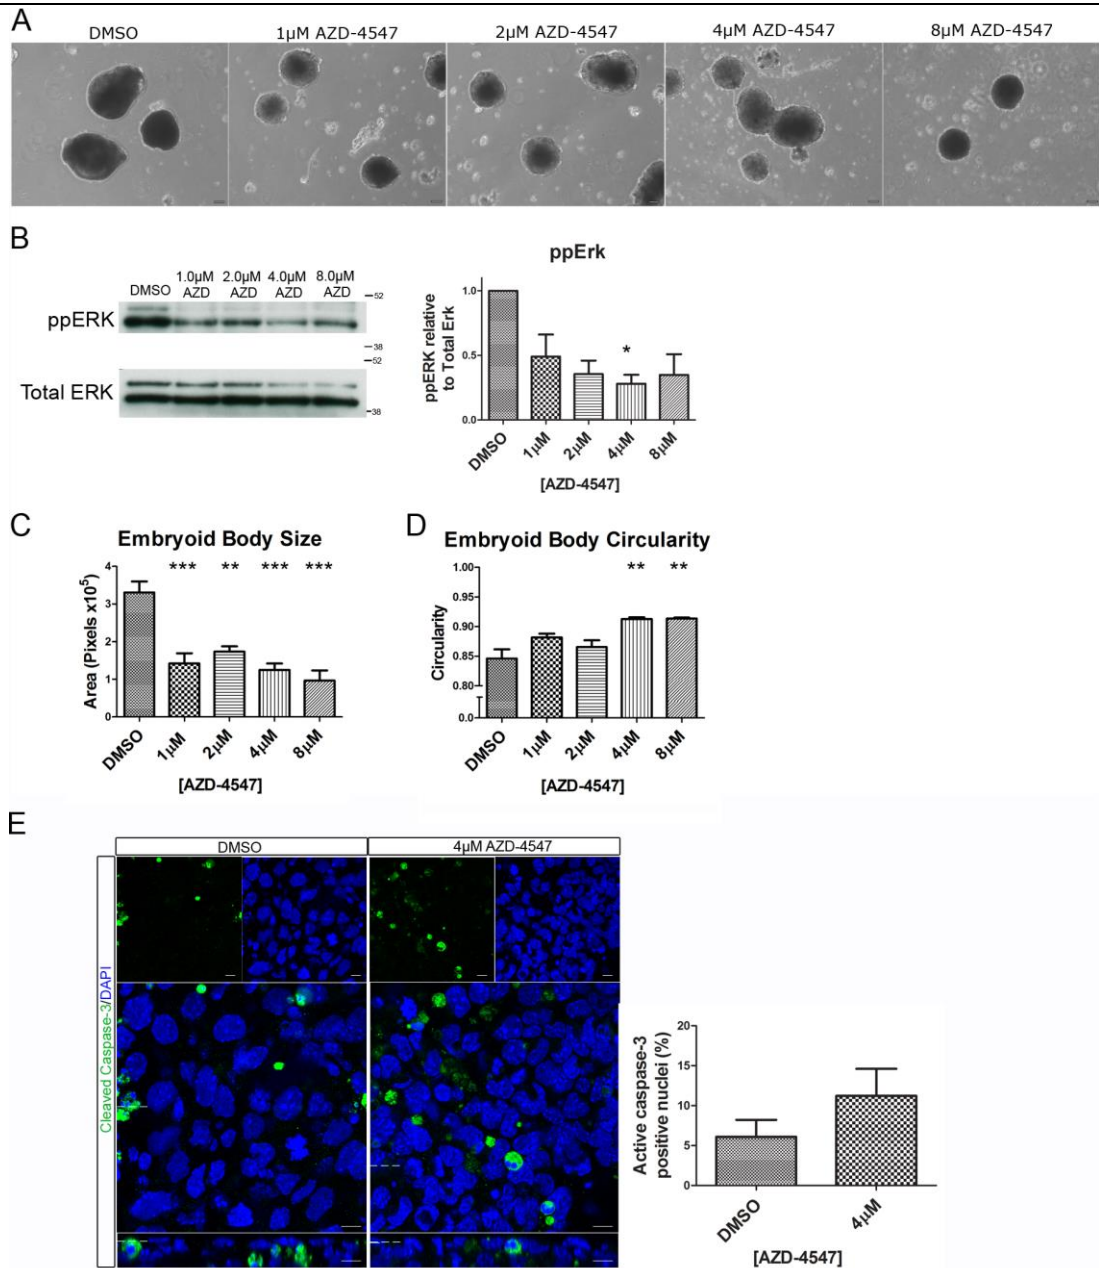 A
DMSO
1µM AZD-4547
2µM AZD-4547
4µM AZD-4547
8µM AZD-4547
B
DMSO
1.0µM AZD
2.0µM AZD
4.0µM AZD
8.0µM AZD
ppERK
52
38
52
Total ERK
38
ppErk
ppERK relative
to Total Erk
1.0
0.5
0.0
*
DMSO
1µM
2µM
4µM
8µM
[AZD-4547]
C
Embryoid Body Size
*** ** *** ***
Area (Pixels x10⁵)
4
3
2
1
0
DMSO
1µM
2µM
4µM
8µM
[AZD-4547]
D
Embryoid Body Circularity
** **
Circularity
1.00
0.95
0.90
0.85
0.80
0.0
DMSO
1µM
2µM
4µM
8µM
[AZD-4547]
E
DMSO
4µM AZD-4547
Cleaved Caspase-3/DAPI
Active caspase-3
positive nuclei (%)
20
15
10
5
0
DMSO
4µM
[AZD-4547]